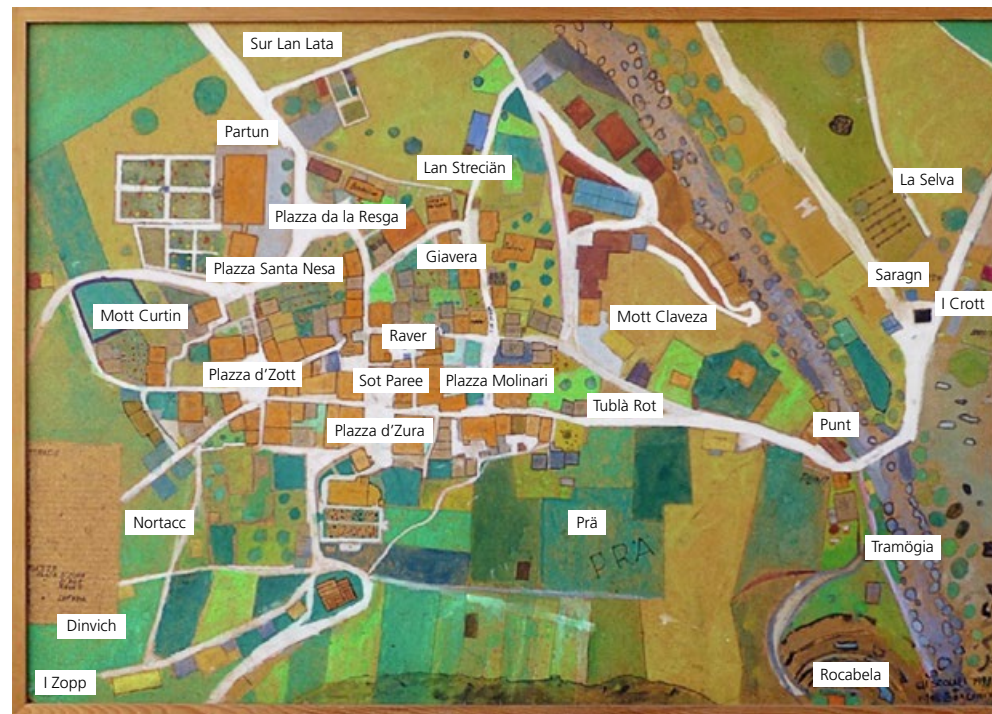 Sur Lan Lata
Partun
Lan Streciän
La Selva
Plazza da la Resga
Giavera
Plazza Santa Nesa
Saragn
I Crott
Mott Curtin
Mott Claveza
Raver
Plazza d'Zott
Sot Paree
Plazza Molinari
Tublà Rot
Plazza d'Zura
Punt
Nortacc
Prä
PRÄ
Tramögia
Dinvich
I Zopp
Rocabela